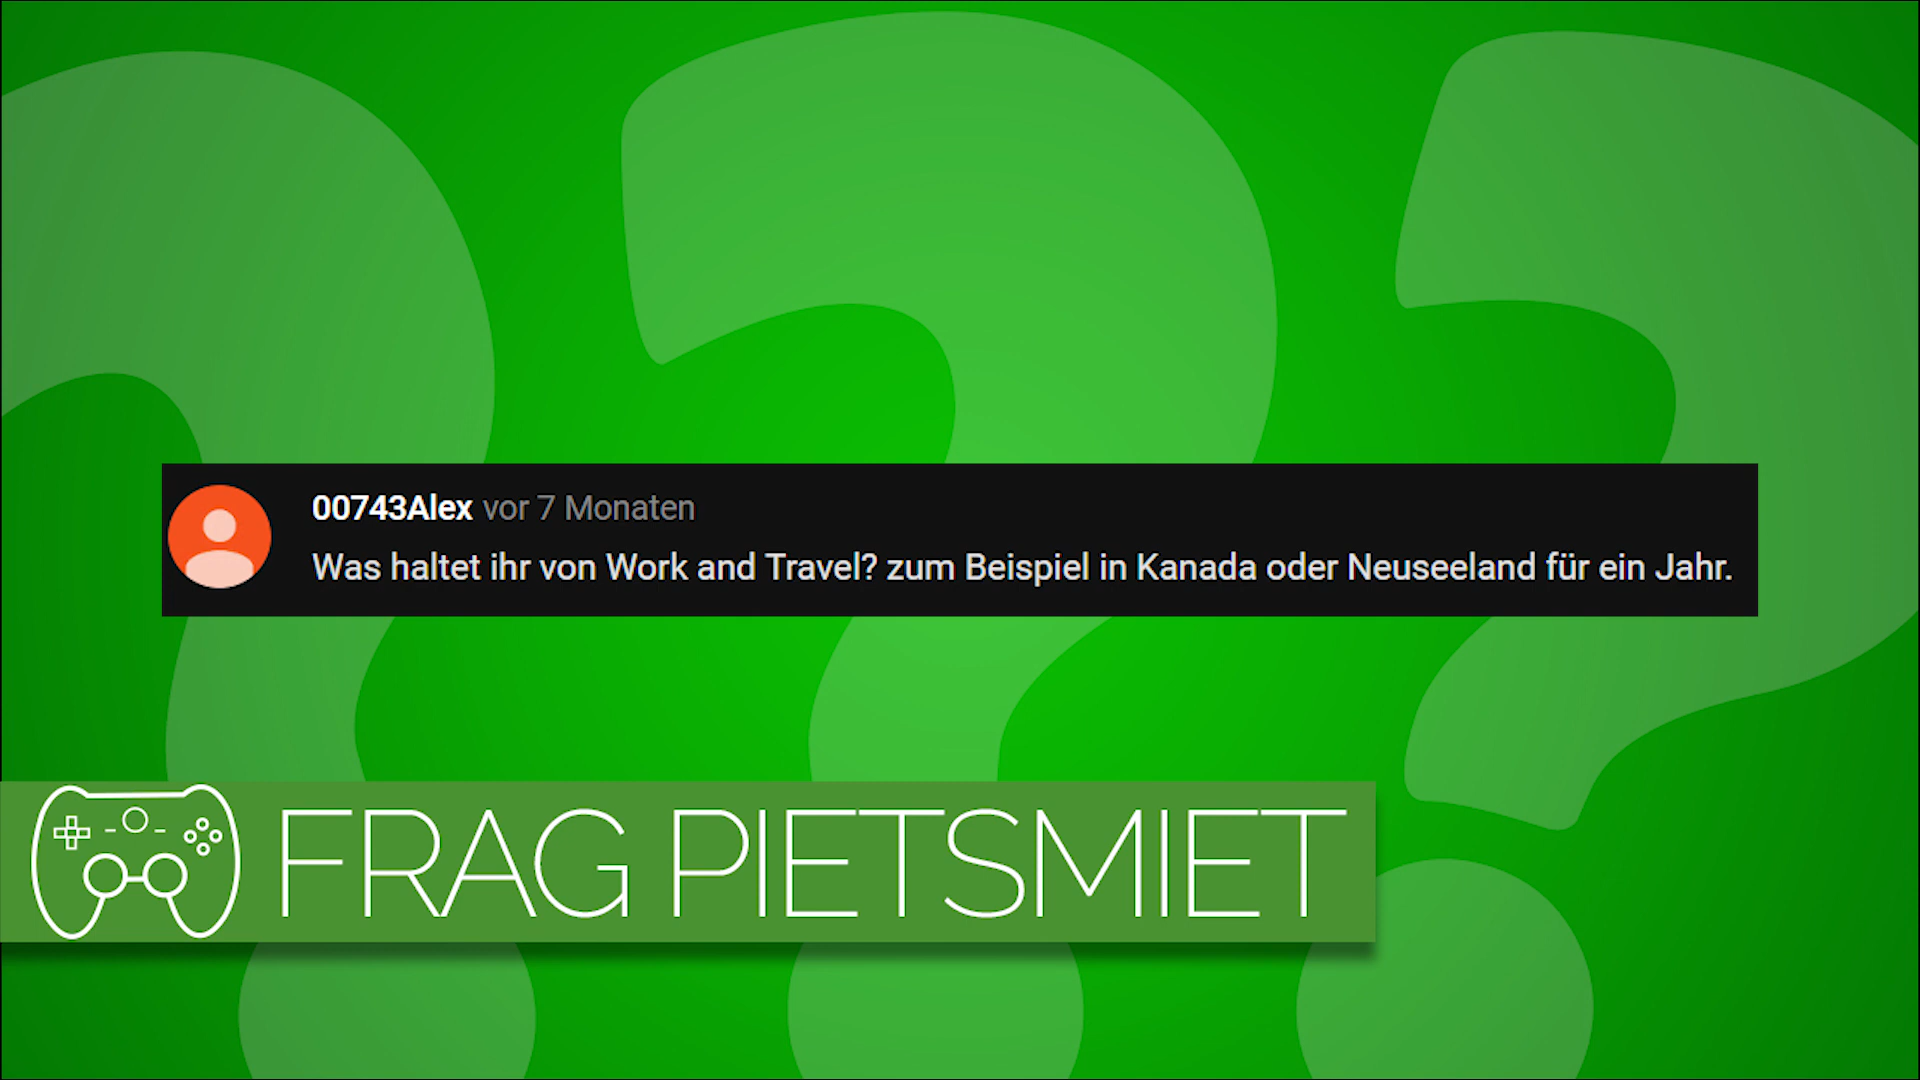 00743Alex vor 7 Monaten
Was haltet ihr von Work and Travel? zum Beispiel in Kanada oder Neuseeland für ein Jahr.
FRAG PIETSMIET